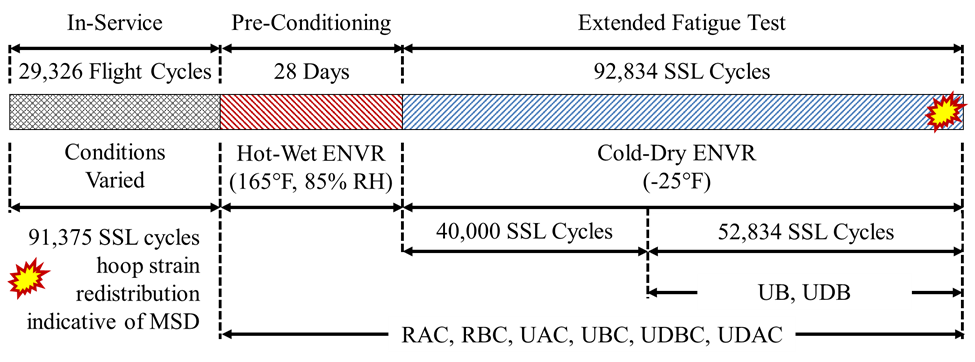 In-Service
Pre-Conditioning
Extended Fatigue Test
29,326 Flight Cycles
28 Days
92,834 SSL Cycles
Conditions
Varied
Hot-Wet ENVR
(165°F, 85% RH)
Cold-Dry ENVR
(-25°F)
40,000 SSL Cycles
52,834 SSL Cycles
91,375 SSL cycles
hoop strain
redistribution
indicative of MSD
UB, UDB
RAC, RBC, UAC, UBC, UDBC, UDAC